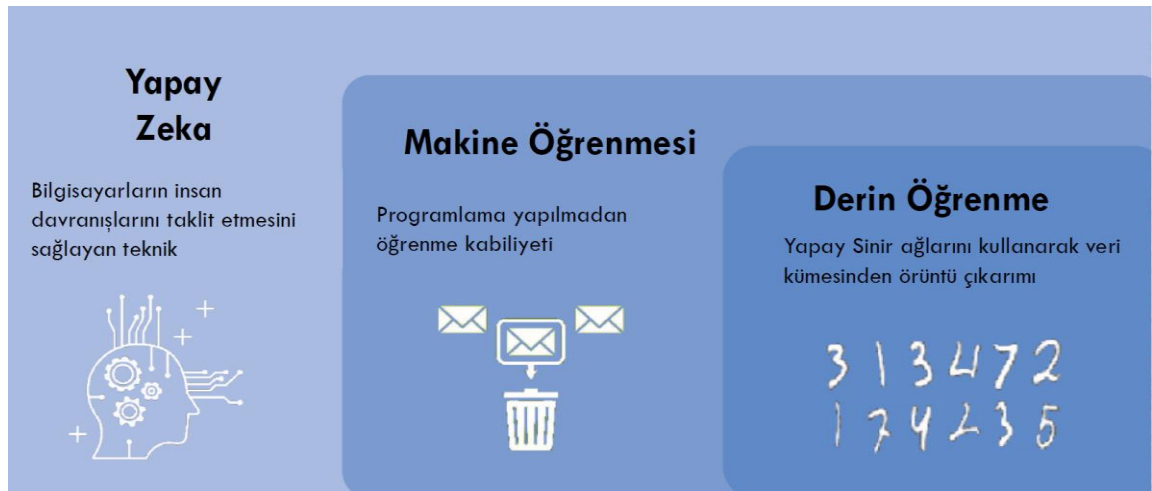 Yapay
Zeka
Bilgisayarların insan
davranışlarını taklit etmesini
sağlayan teknik
Makine Öğrenmesi
Programlama yapılmadan
öğrenme kabiliyeti
Derin Öğrenme
Yapay Sinir ağlarını kullanarak veri
kümesinden örüntü çıkarımı
3 1 3 4 7 2
1 7 4 2 3 5